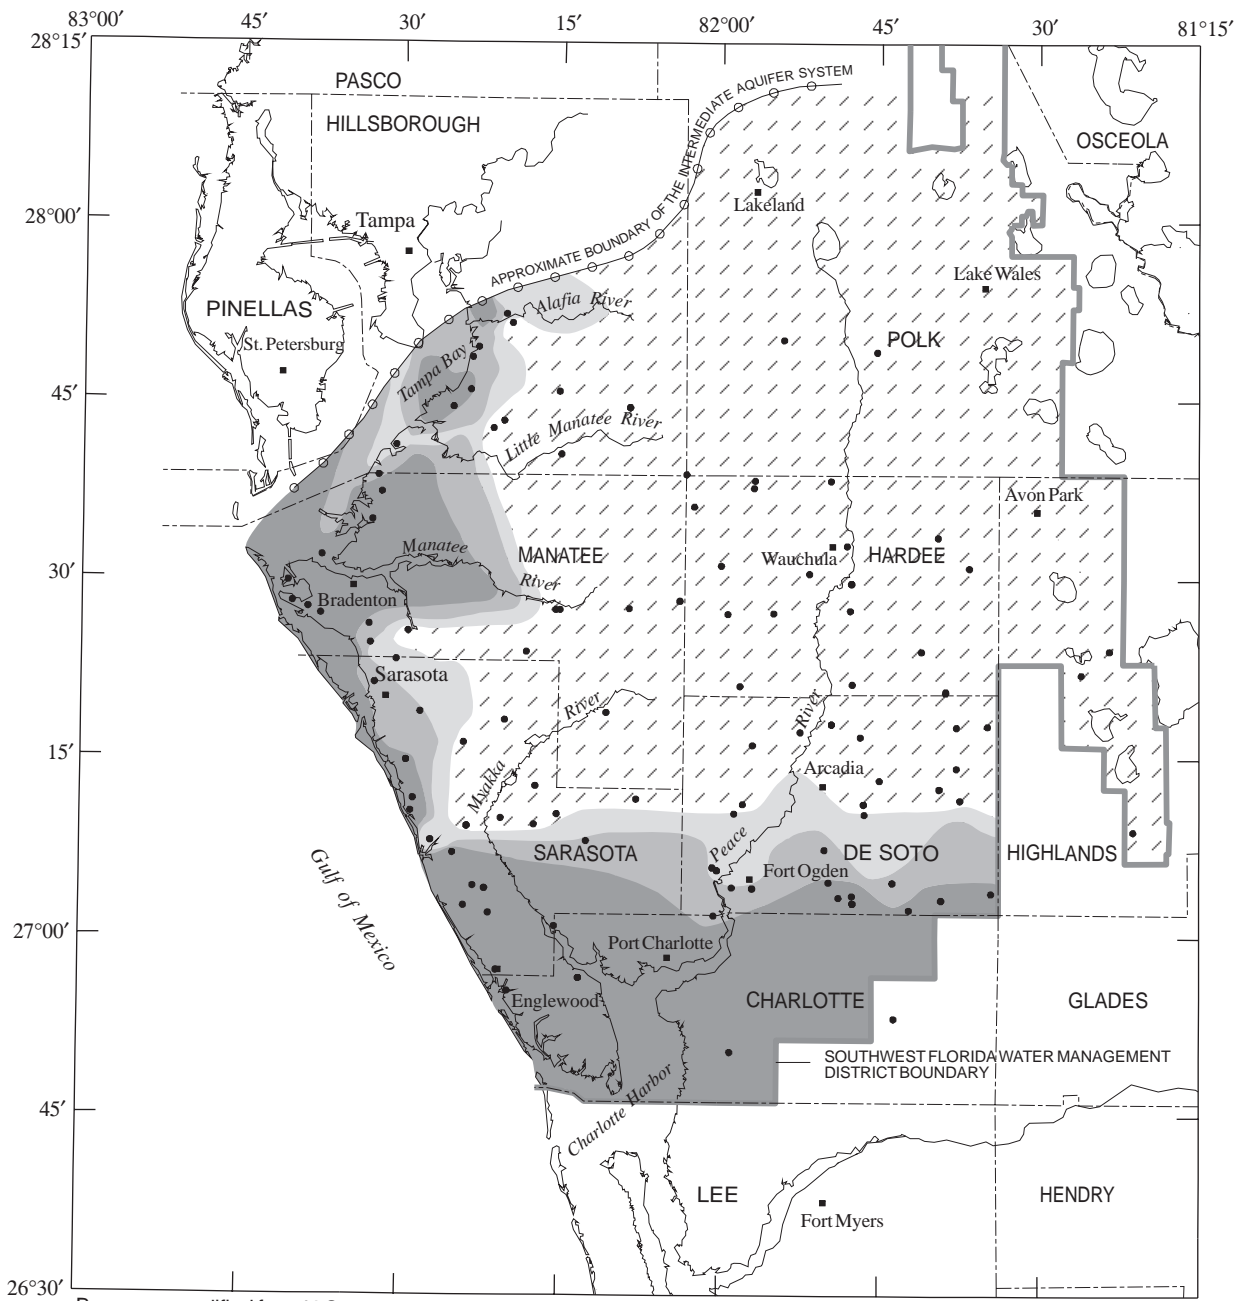 83°00′ 45′ 30′ 15′ 82°00′ 45′ 30′ 81°15′
28°15′
PASCO
APPROXIMATE BOUNDARY OF THE INTERMEDIATE AQUIFER SYSTEM
HILLSBOROUGH
OSCEOLA
Lakeland
28°00′
Tampa
Lake Wales
Alafia River
PINELLAS
St. Petersburg
POLK
Tampa Bay
45′
Little Manatee River
Avon Park
Manatee River
MANATEE
Wauchula
HARDEE
30′
Bradenton
Sarasota
Myakka River
15′
Arcadia
Peace River
SARASOTA
DE SOTO
HIGHLANDS
Fort Ogden
Gulf of Mexico
27°00′
Port Charlotte
Englewood
CHARLOTTE
GLADES
SOUTHWEST FLORIDA WATER MANAGEMENT
DISTRICT BOUNDARY
45′
Charlotte Harbor
LEE
HENDRY
Fort Myers
26°30′